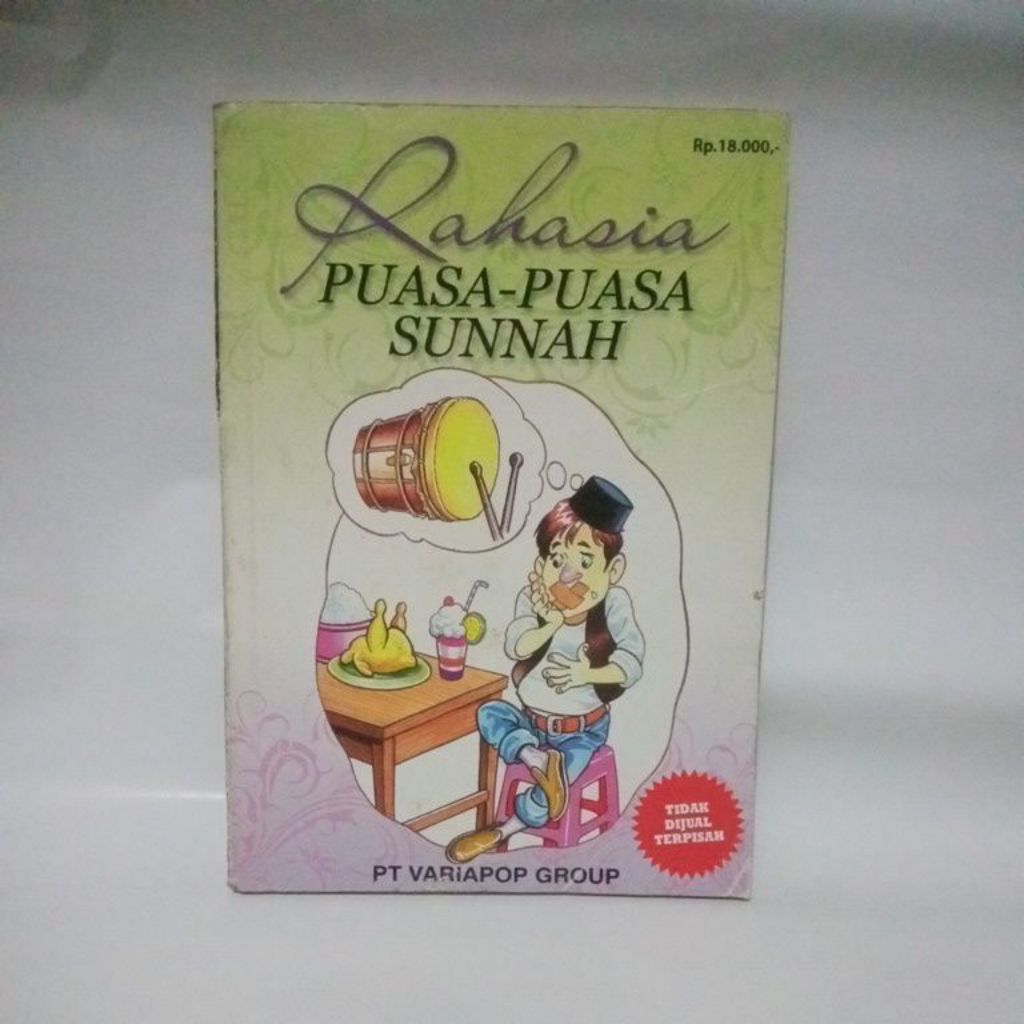 Rp.18.000,-
Rahasia
PUASA-PUASA
SUNNAH
TIDAK
DIJUAL
TERPISAH
PT VARIAPOP GROUP